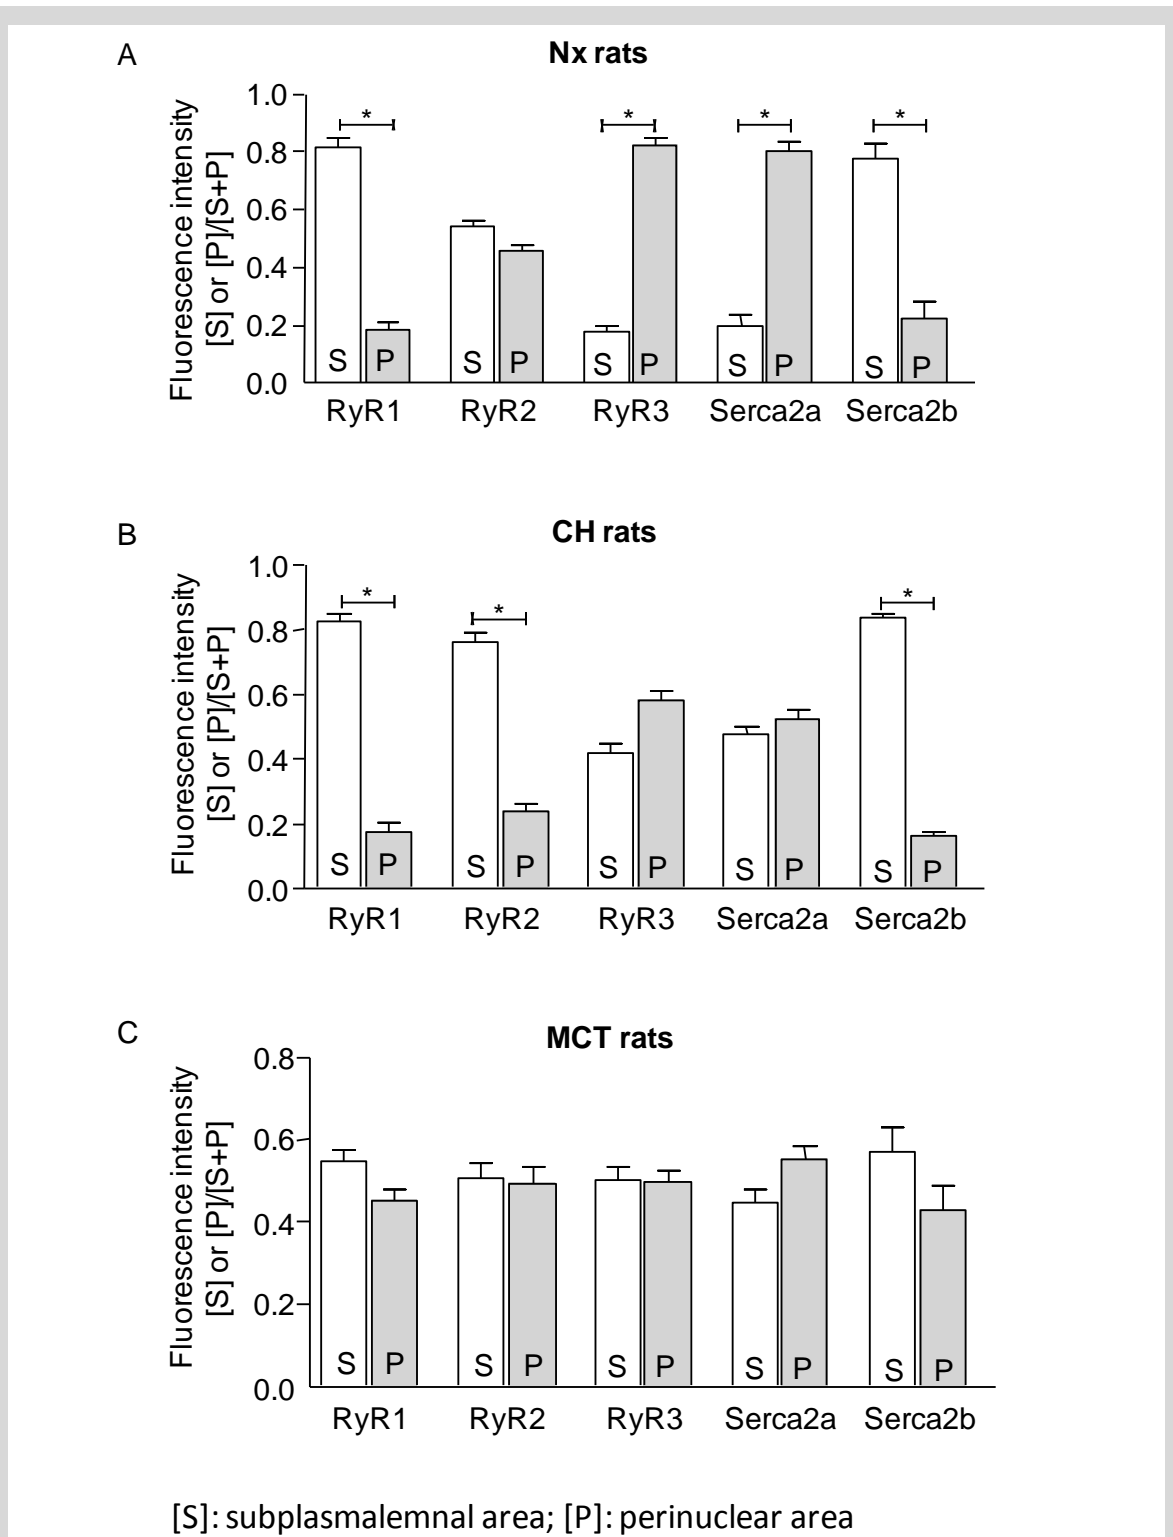 A
Nx rats
Fluorescence intensity
[S] or [P]/[S+P]
1.0
0.8
0.6
0.4
0.2
0.0
* * * *
S P S P S P S P S P
RyR1 RyR2 RyR3 Serca2a Serca2b
B
CH rats
Fluorescence intensity
[S] or [P]/[S+P]
1.0
0.8
0.6
0.4
0.2
0.0
* * *
S P S P S P S P S P
RyR1 RyR2 RyR3 Serca2a Serca2b
C
MCT rats
Fluorescence intensity
[S] or [P]/[S+P]
0.8
0.6
0.4
0.2
0.0
S P S P S P S P S P
RyR1 RyR2 RyR3 Serca2a Serca2b
[S]: subplasmalemnal area; [P]: perinuclear area